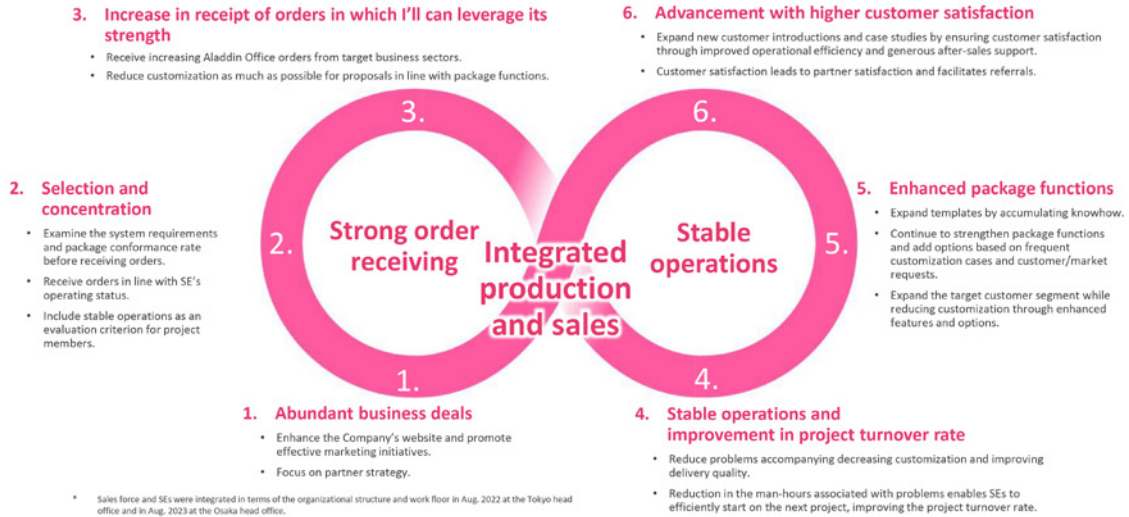 3. Increase in receipt of orders in which I'll can leverage its
strength
• Receive increasing Aladdin Office orders from target business sectors.
• Reduce customization as much as possible for proposals in line with package functions.
6. Advancement with higher customer satisfaction
• Expand new customer introductions and case studies by ensuring customer satisfaction
through improved operational efficiency and generous after-sales support.
• Customer satisfaction leads to partner satisfaction and facilitates referrals.
3.
6.
2. Selection and
concentration
• Examine the system requirements
and package conformance rate
before receiving orders.
• Receive orders in line with SE's
operating status.
• Include stable operations as an
evaluation criterion for project
members.
2.
Strong order
receiving
Integrated
production
and sales
Stable
operations
5.
5. Enhanced package functions
• Expand templates by accumulating knowhow.
• Continue to strengthen package functions
and add options based on frequent
customization cases and customer/market
requests.
• Expand the target customer segment while
reducing customization through enhanced
features and options.
1.
4.
1. Abundant business deals
• Enhance the Company's website and promote
effective marketing initiatives.
• Focus on partner strategy.
4. Stable operations and
improvement in project turnover rate
• Reduce problems accompanying decreasing customization and improving
delivery quality.
• Reduction in the man-hours associated with problems enables SEs to
efficiently start on the next project, improving the project turnover rate.
* Sales force and SEs were integrated in terms of the organizational structure and work floor in Aug. 2022 at the Tokyo head
office and in Aug. 2023 at the Osaka head office.